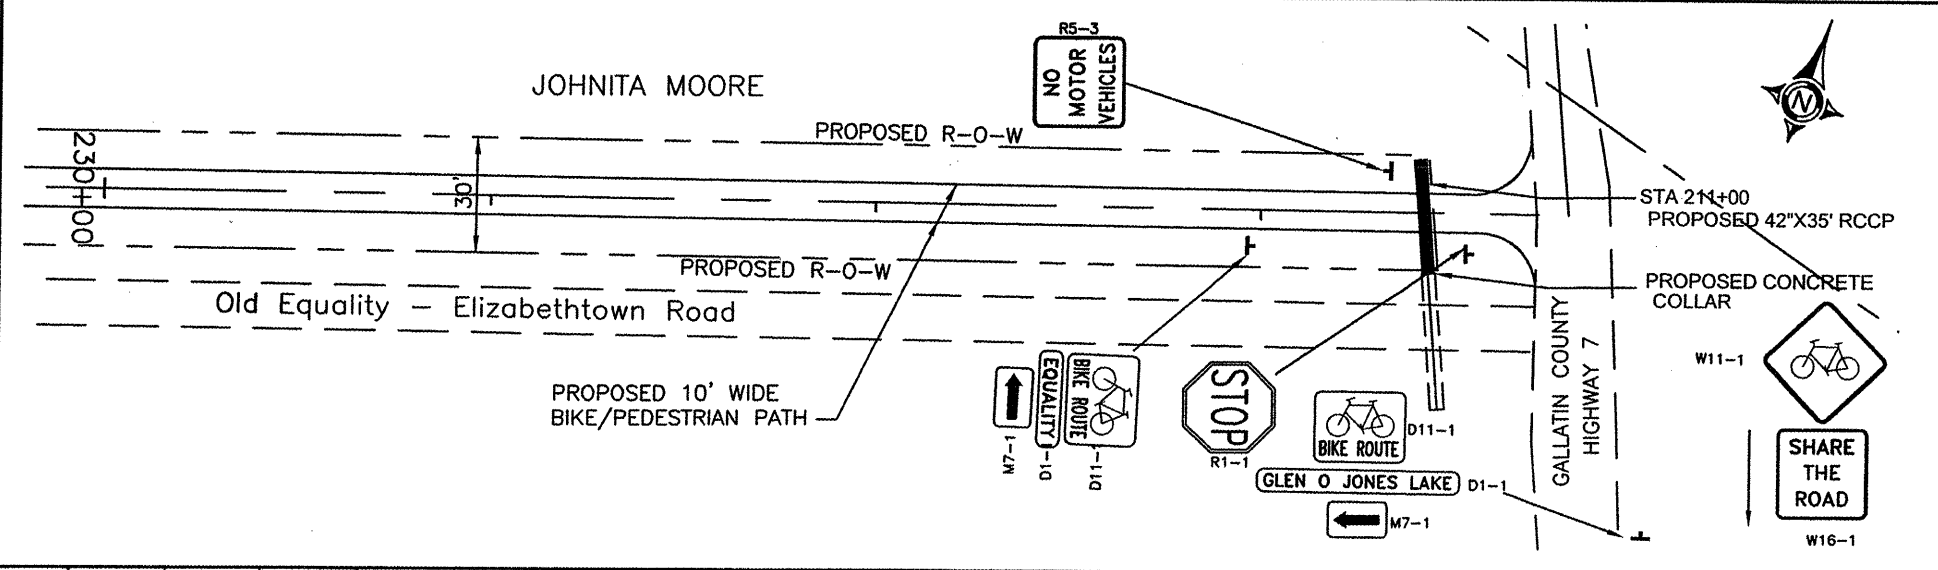 R5-3
NO
MOTOR
VEHICLES
JOHNITA MOORE
PROPOSED R-O-W
230+00
30'
N
STA 211+00
PROPOSED 42"X35' RCCP
PROPOSED R-O-W
PROPOSED CONCRETE
COLLAR
Old Equality - Elizabethtown Road
PROPOSED 10' WIDE
BIKE/PEDESTRIAN PATH
M7-1
EQUALITY
D1-1
BIKE ROUTE
D11-1
STOP
R1-1
BIKE ROUTE
D11-1
GLEN O JONES LAKE
D1-1
M7-1
GALLATIN COUNTY
HIGHWAY 7
W11-1
SHARE
THE
ROAD
W16-1